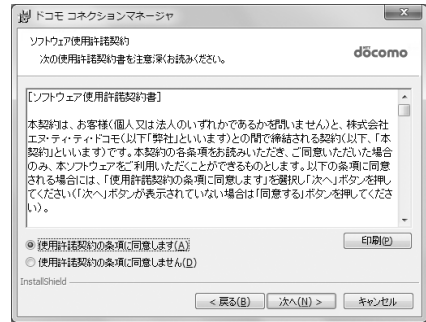 ドコモ コネクションマネージャ
ソフトウェア使用許諾契約
次の使用許諾契約書を注意深くお読みください。
döcomo
[ソフトウェア使用許諾契約書]
本契約は、お客様(個人又は法人のいずれかであるかを問いません)と、株式会社
エヌ・ティ・ティ・ドコモ(以下「弊社」といいます)との間で締結される契約(以下、「本
契約」といいます)です。本契約の各条項をお読みいただき、ご同意いただいた場合
のみ、本ソフトウェアをご利用いただくことができるものとします。以下の条項に同意
される場合には、「使用許諾契約の条項に同意します」を選択し「次へ」ボタンを押し
てください(「次へ」ボタンが表示されていない場合は「同意する」ボタンを押してくださ
い)。
使用許諾契約の条項に同意します(A)
印刷(P)
使用許諾契約の条項に同意しません(D)
InstallShield
< 戻る(B)
次へ(N) >
キャンセル